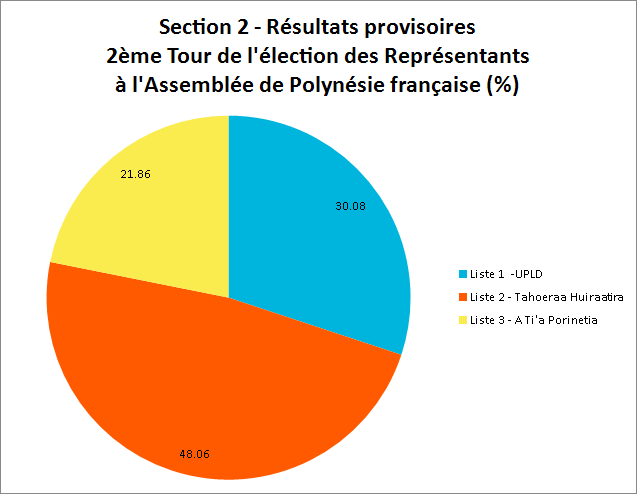 Section 2 - Résultats provisoires
2ème Tour de l'élection des Représentants
à l'Assemblée de Polynésie française (%)
21.86
30.08
Liste 1 -UPLD
Liste 2 - Tahoeraa Huiraatira
Liste 3 - A Ti'a Porinetia
48.06